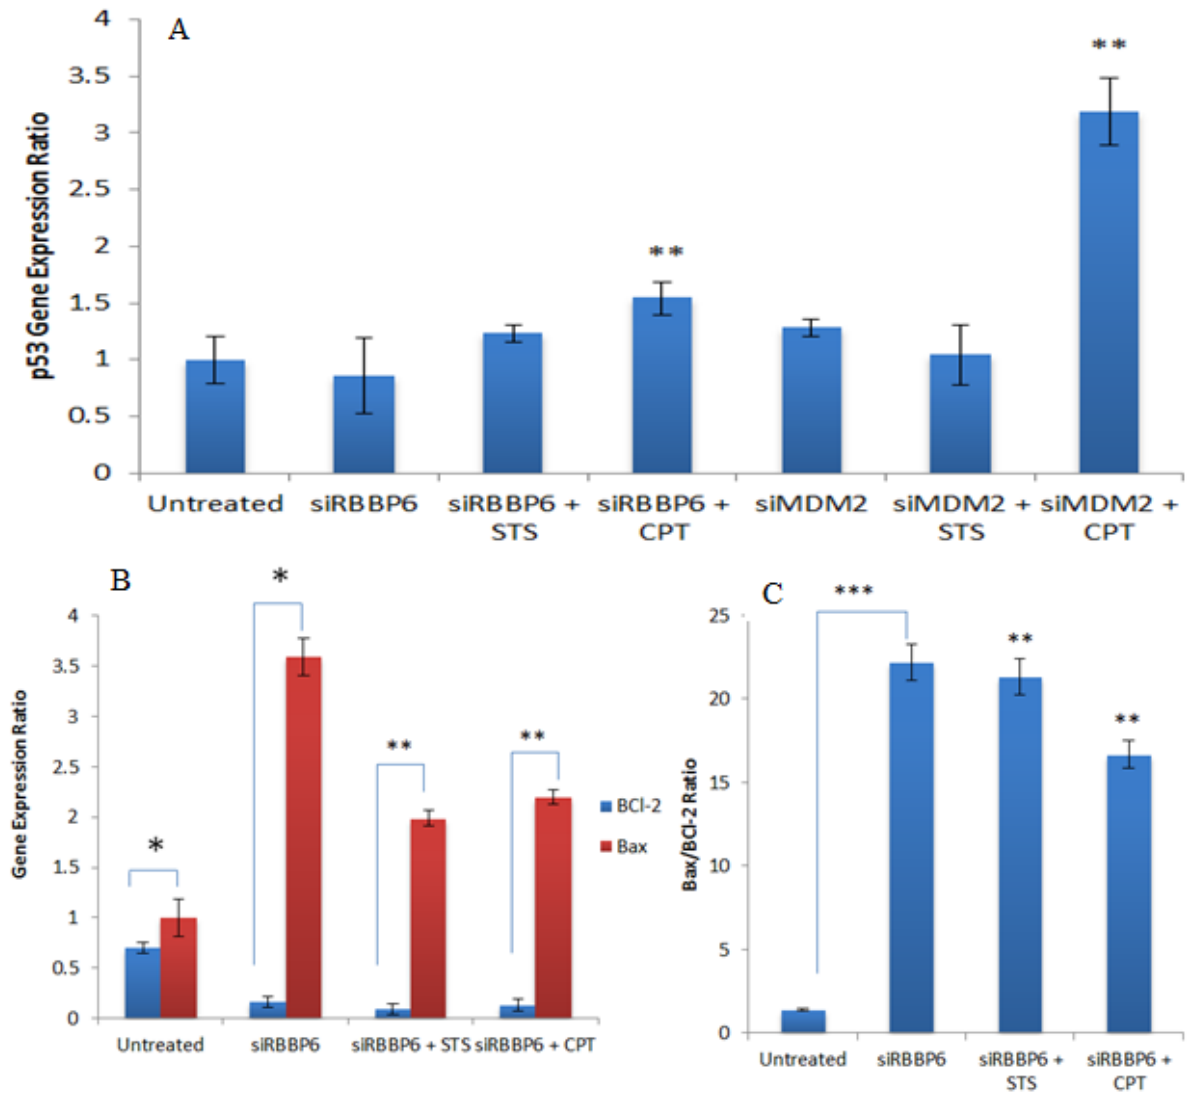 A
p53 Gene Expression Ratio
4
3.5
3
2.5
2
1.5
1
0.5
0
**
**
Untreated
siRBBP6
siRBBP6 +
STS
siRBBP6 +
CPT
siMDM2
siMDM2 +
STS
siMDM2 +
CPT
B
Gene Expression Ratio
4
3.5
3
2.5
2
1.5
1
0.5
0
*
*
**
**
Untreated
siRBBP6
siRBBP6 + STS
siRBBP6 + CPT
BCl-2
Bax
C
Bax/BCl-2 Ratio
25
20
15
10
5
0
***
**
**
Untreated
siRBBP6
siRBBP6 +
STS
siRBBP6 +
CPT